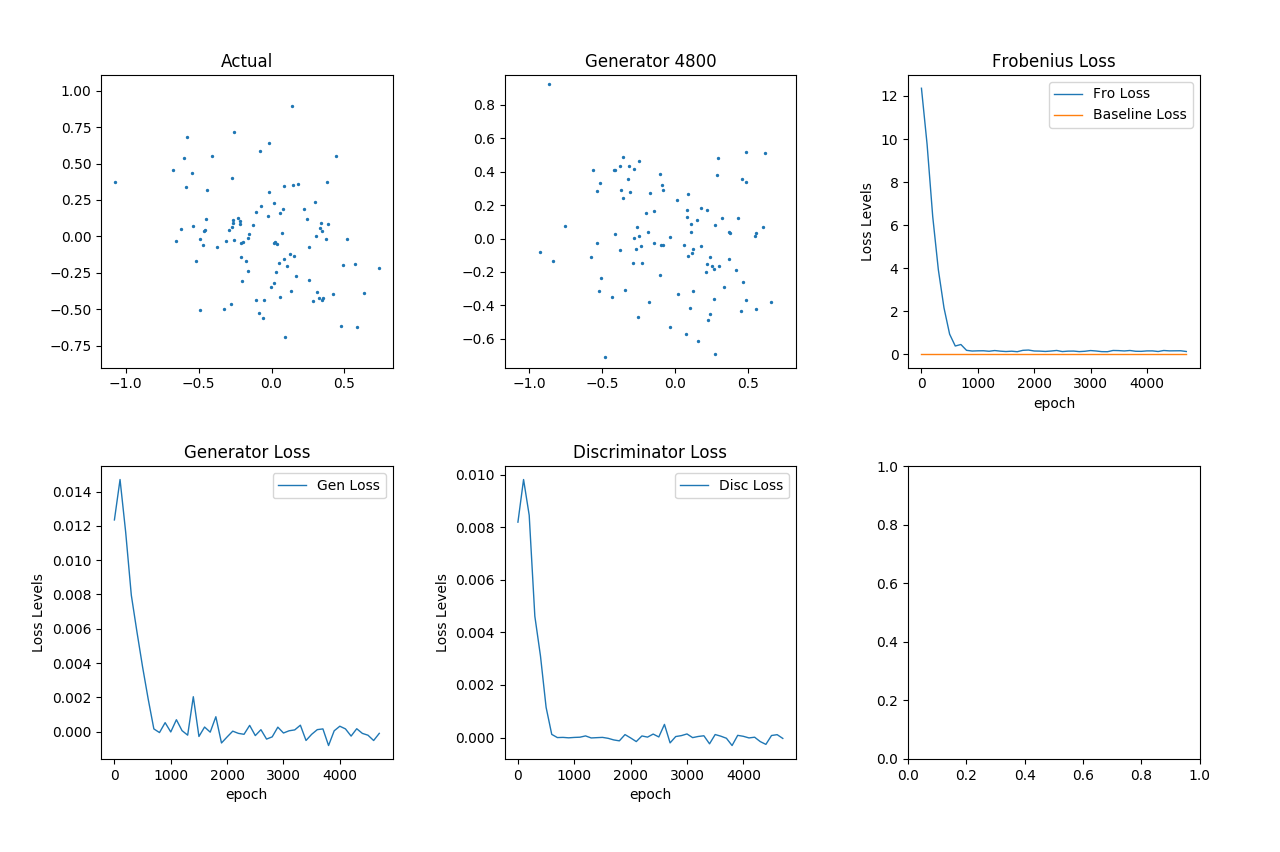 Actual
1.00
0.75
0.50
0.25
0.00
−0.25
−0.50
−0.75
−1.0 −0.5 0.0 0.5
Generator 4800
0.8
0.6
0.4
0.2
0.0
−0.2
−0.4
−0.6
−1.0 −0.5 0.0 0.5
Frobenius Loss
Fro Loss
Baseline Loss
Loss Levels
12
10
8
6
4
2
0
0 1000 2000 3000 4000
epoch
Generator Loss
Gen Loss
Loss Levels
0.014
0.012
0.010
0.008
0.006
0.004
0.002
0.000
0 1000 2000 3000 4000
epoch
Discriminator Loss
Disc Loss
Loss Levels
0.010
0.008
0.006
0.004
0.002
0.000
0 1000 2000 3000 4000
epoch
1.0
0.8
0.6
0.4
0.2
0.0
0.0 0.2 0.4 0.6 0.8 1.0